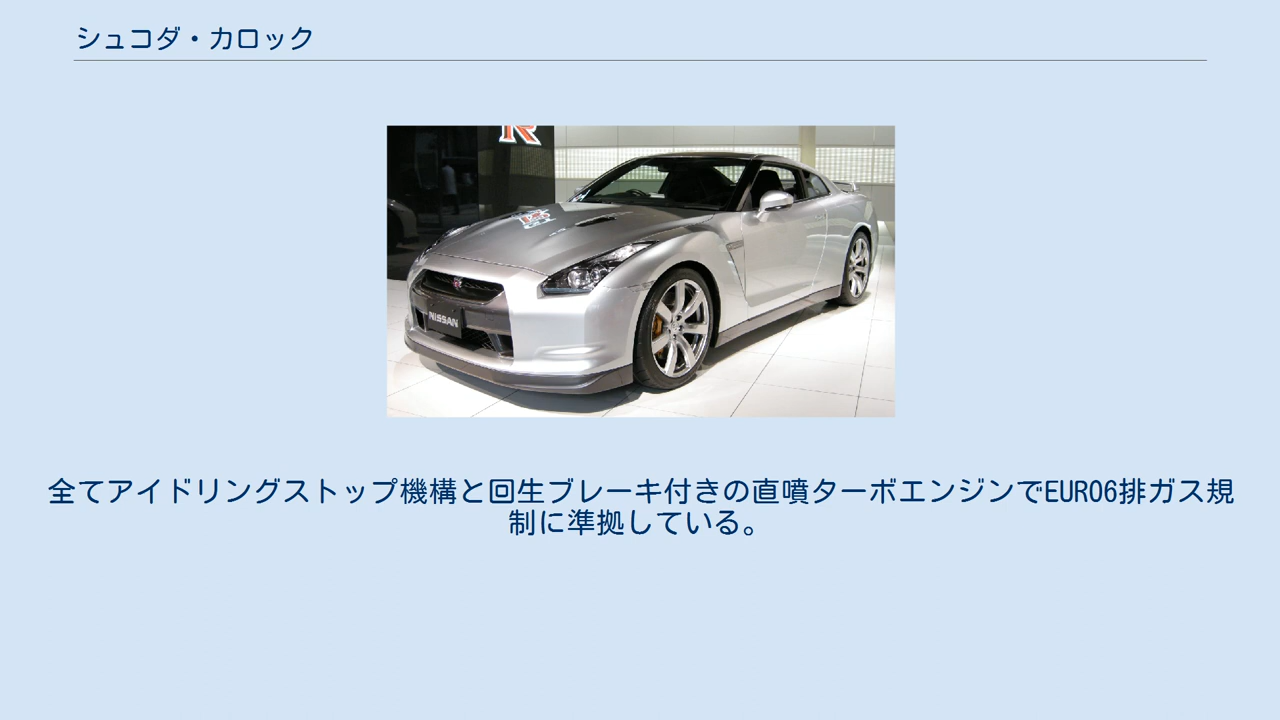 シュコダ・カロック
R
NISSAN
全てアイドリングストップ機構と回生ブレーキ付きの直噴ターボエンジンでEURO6排ガス規
制に準拠している。